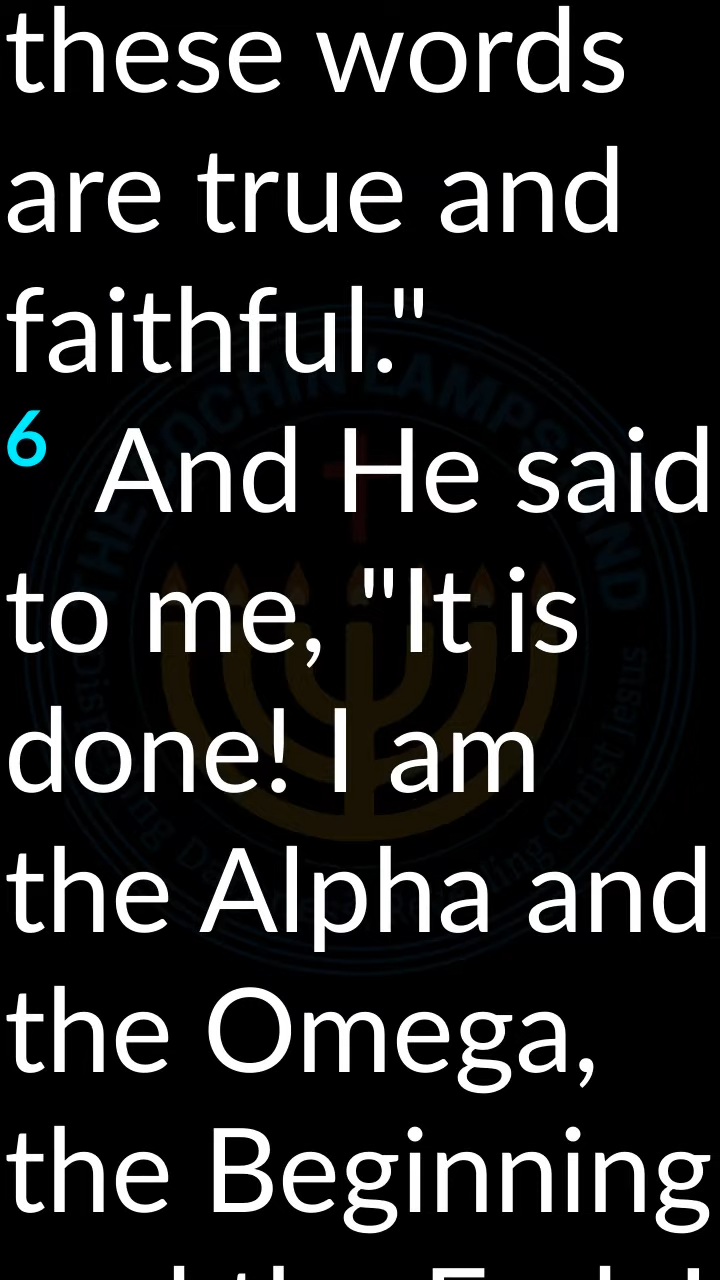 these words
are true and
faithful."
6 And He said
to me, "It is
done! I am
the Alpha and
the Omega,
the Beginning